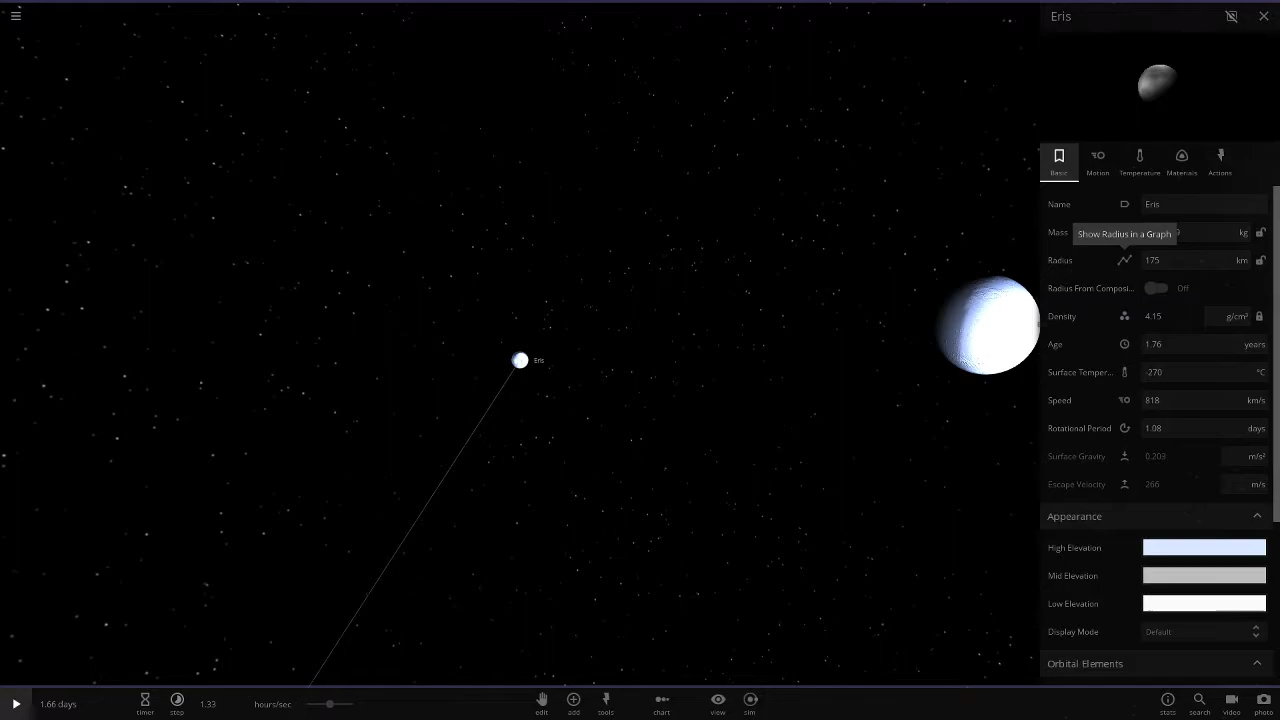 Eris
Basic
Motion
Temperature
Materials
Actions
Name Eris
Mass kg
Show Radius in a Graph
Radius 175 km
Radius From Composi... Off
Density 4.15 g/cm³
Age 1.76 years
Surface Temper... -270 °C
Speed 818 km/s
Rotational Period 1.08 days
Surface Gravity 0.203 m/s²
Escape Velocity 266 m/s
Appearance
High Elevation
Mid Elevation
Low Elevation
Display Mode Default
Orbital Elements
Eris
1.66 days
timer
step
1.33 hours/sec
edit
add
tools
chart
view
sim
stats
search
video
photo